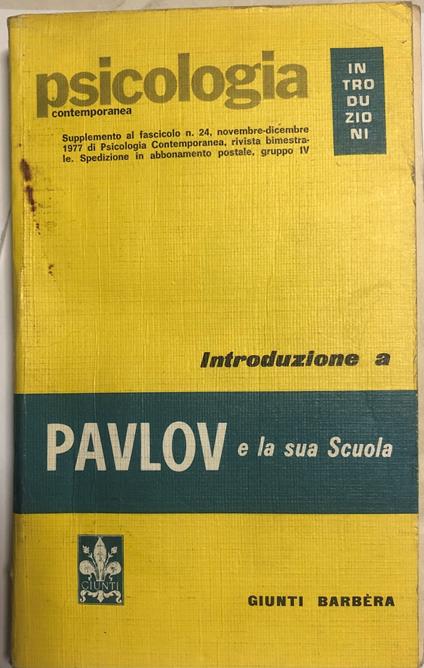 psicologia
contemporanea
Supplemento al fascicolo n. 24, novembre-dicembre
1977 di Psicologia Contemporanea, rivista bimestra-
le. Spedizione in abbonamento postale, gruppo IV
IN
TRO
DU
ZIO
NI
Introduzione a
PAVLOV e la sua Scuola
GIUNTI
GIUNTI BARBÈRA